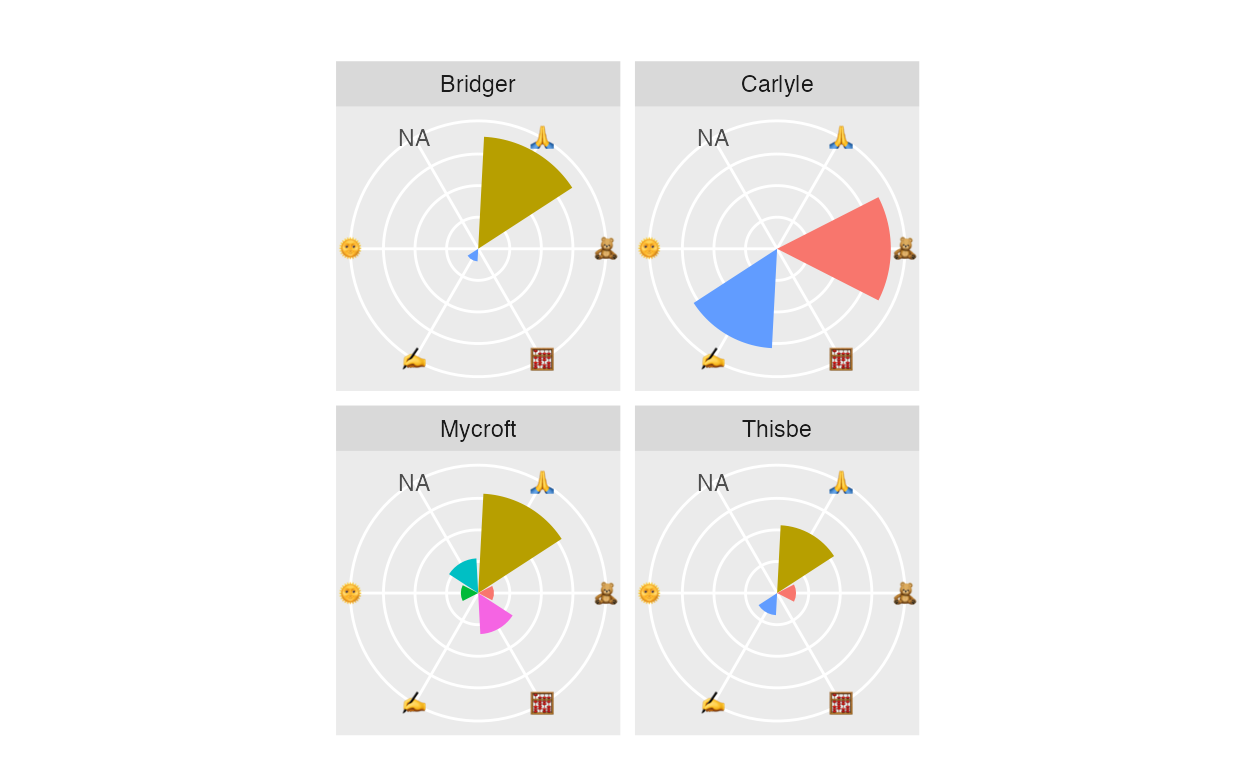 Bridger
Carlyle
NA 🙏
NA 🙏
🌞 🧸
🌞 🧸
✍️ 🧮
✍️ 🧮
Mycroft
Thisbe
NA 🙏
NA 🙏
🌞 🧸
🌞 🧸
✍️ 🧮
✍️ 🧮